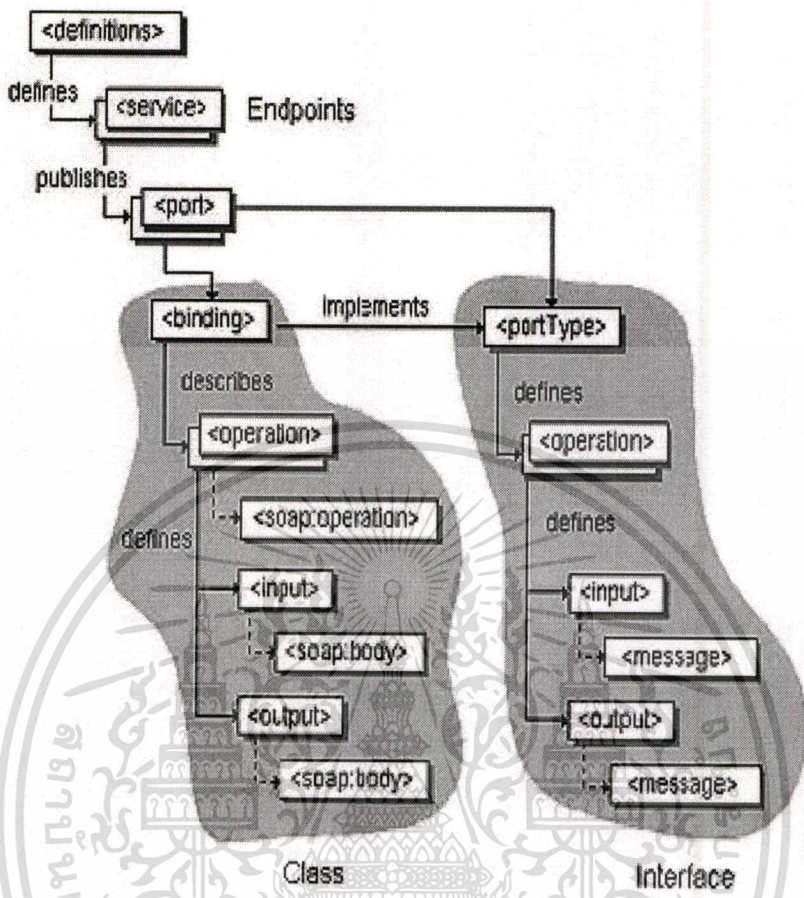 <definitions>
defines
<service> Endpoints
publishes
<port>
<binding> Implements <portType>
describes
defines
<operation>
<operation>
<soap:operation>
defines
defines
<input>
<input>
<soap:body>
<message>
<output>
<output>
<soap:body>
<message>
Class
Interface